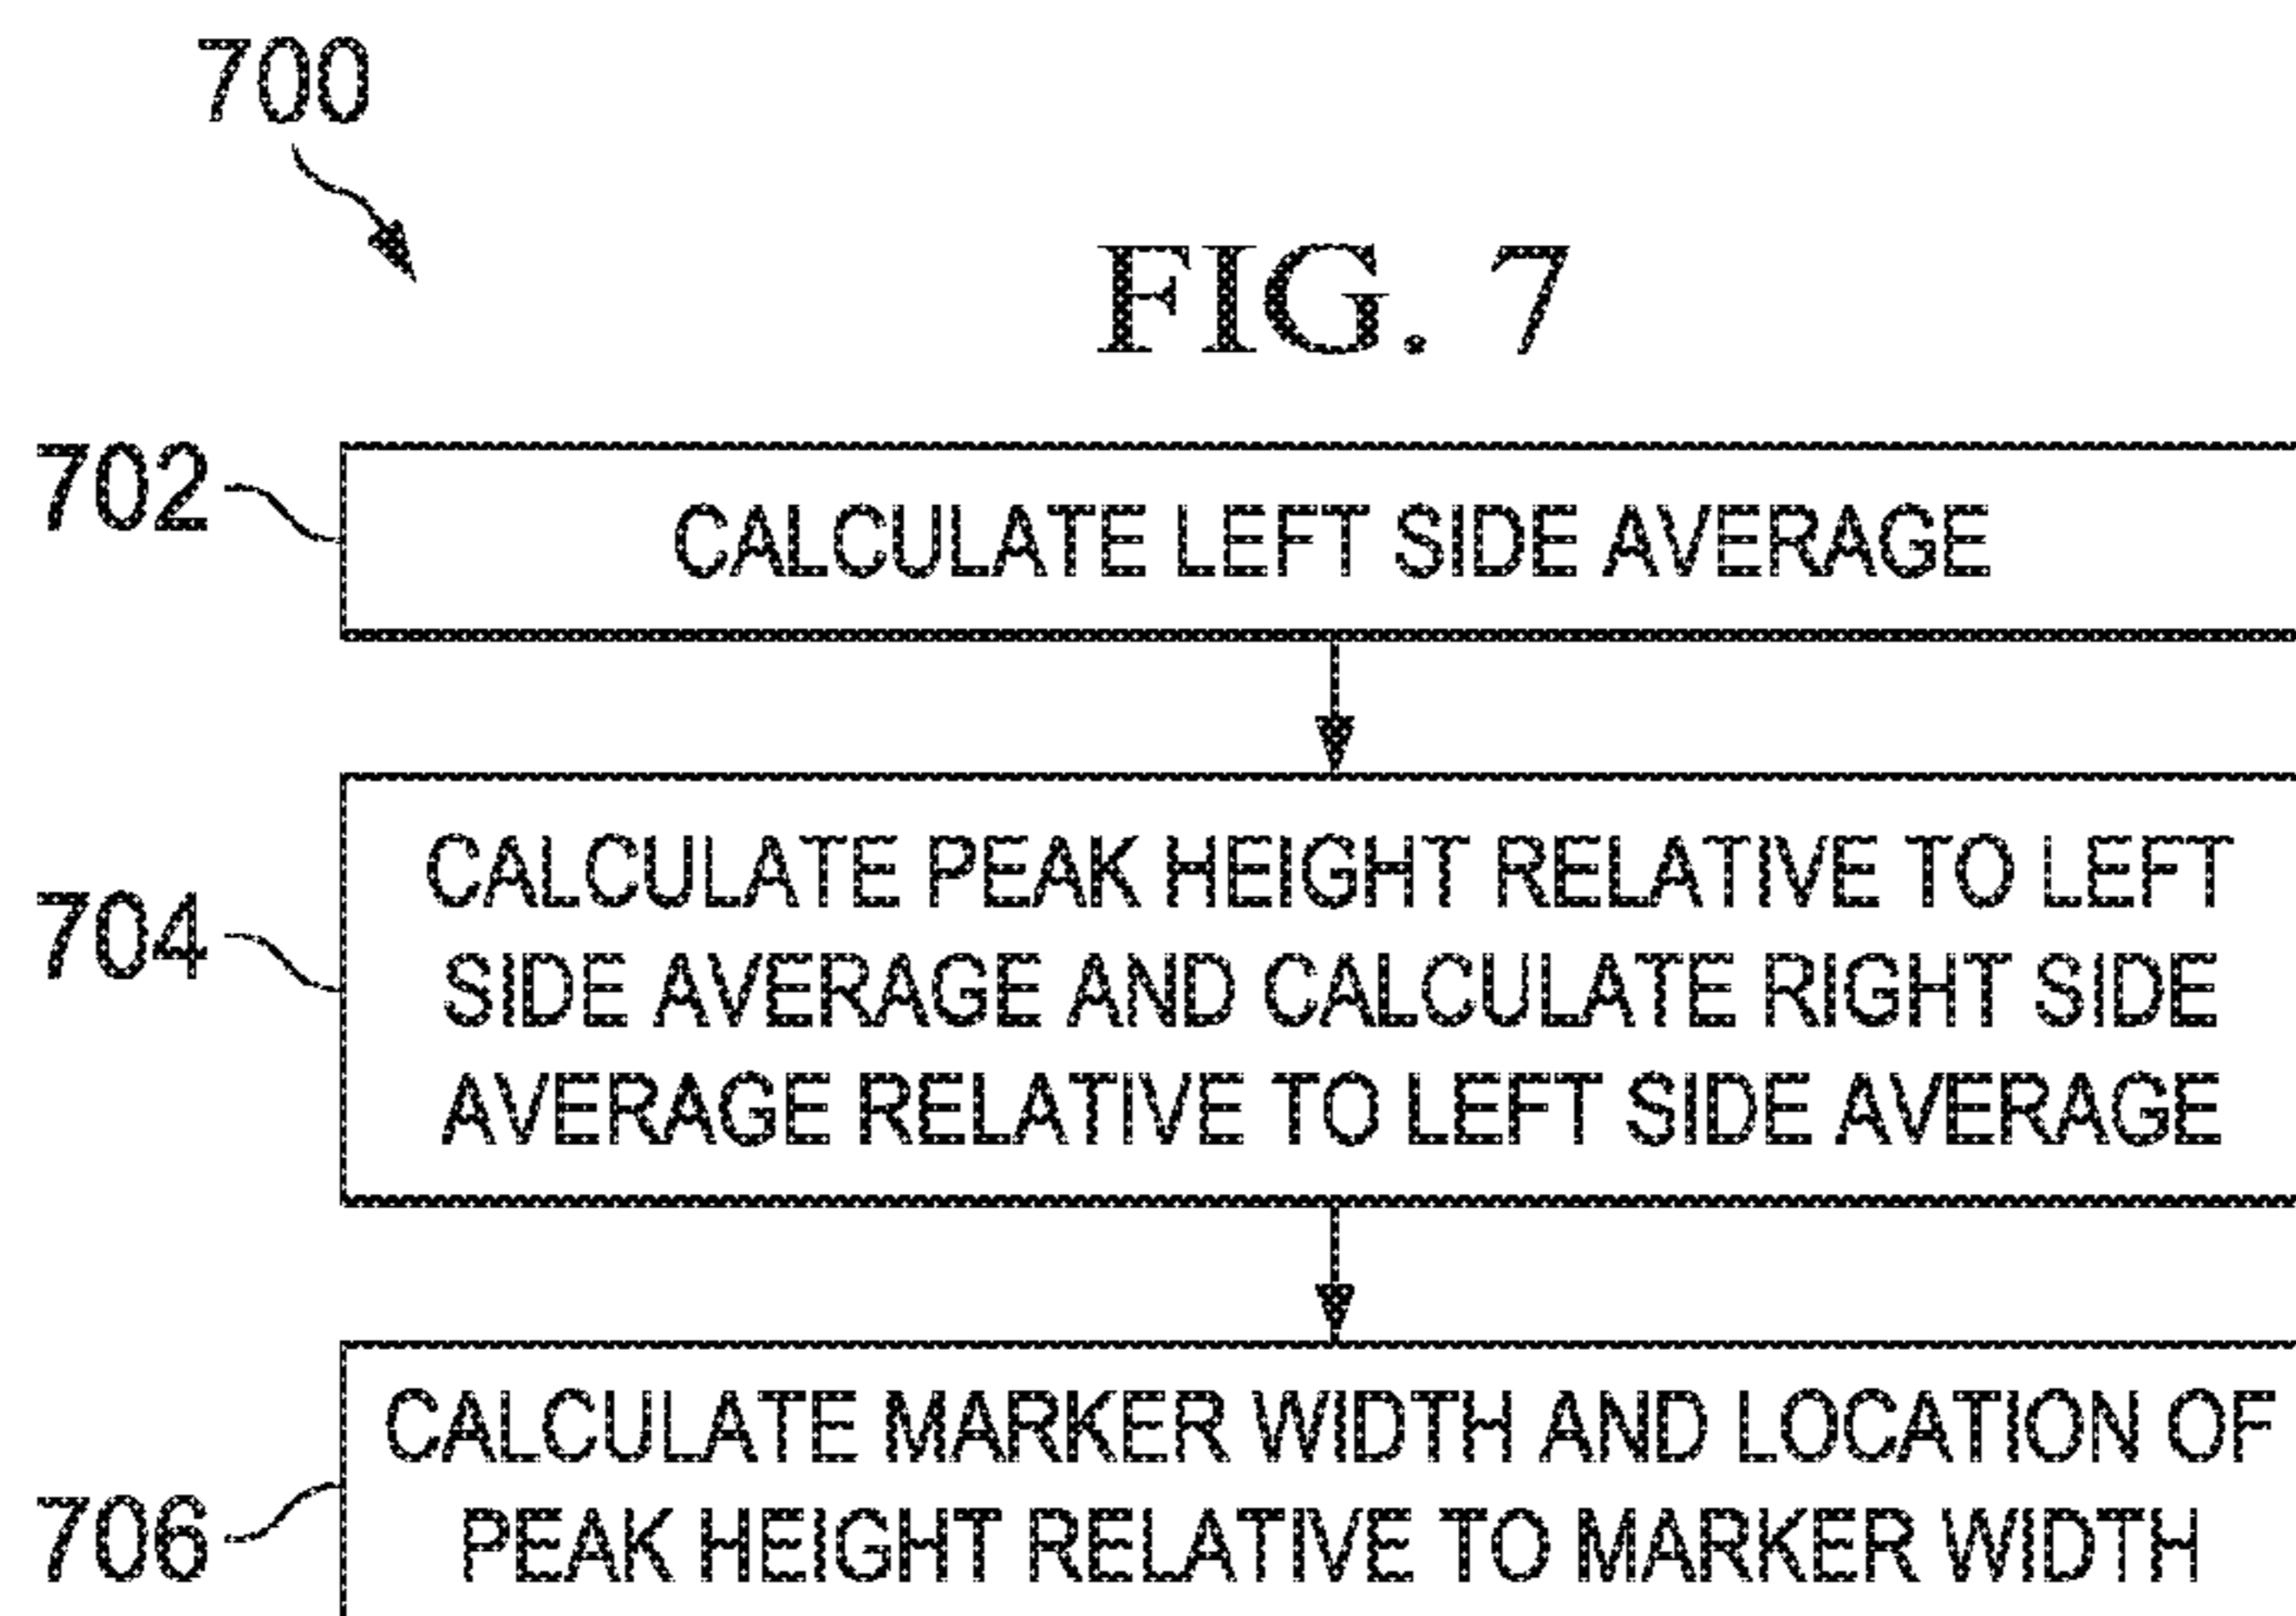 700
FIG. 7
702
CALCULATE LEFT SIDE AVERAGE
704
CALCULATE PEAK HEIGHT RELATIVE TO LEFT
SIDE AVERAGE AND CALCULATE RIGHT SIDE
AVERAGE RELATIVE TO LEFT SIDE AVERAGE
706
CALCULATE MARKER WIDTH AND LOCATION OF
PEAK HEIGHT RELATIVE TO MARKER WIDTH